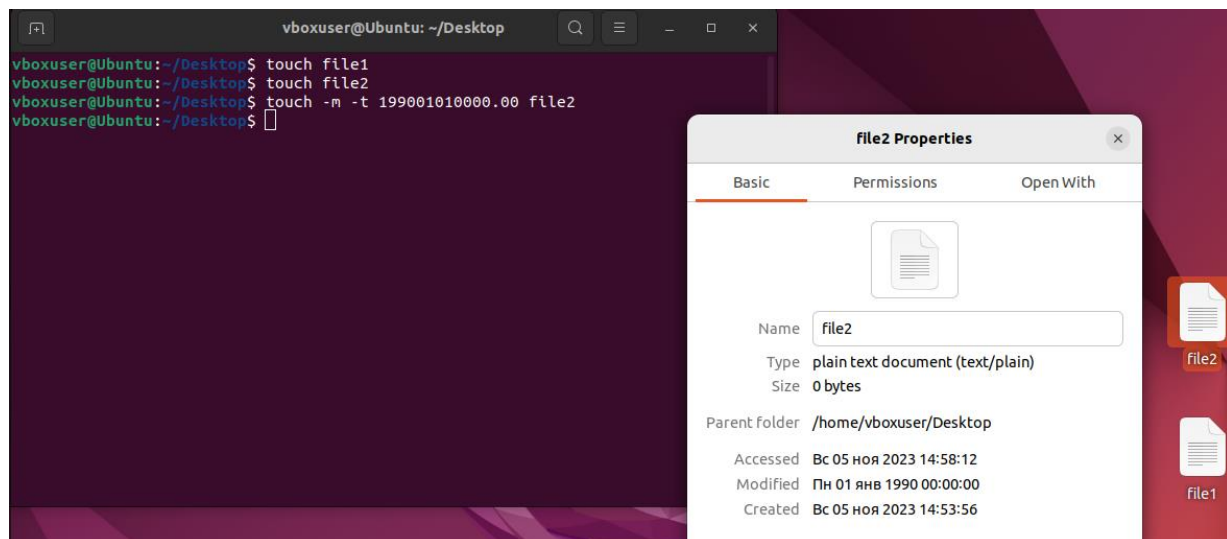 vboxuser@Ubuntu: ~/Desktop
vboxuser@Ubuntu:~/Desktop$ touch file1
vboxuser@Ubuntu:~/Desktop$ touch file2
vboxuser@Ubuntu:~/Desktop$ touch -m -t 199001010000.00 file2
vboxuser@Ubuntu:~/Desktop$
file2 Properties
Basic Permissions Open With
Name file2
Type plain text document (text/plain)
Size 0 bytes
Parent folder /home/vboxuser/Desktop
Accessed Вс 05 ноя 2023 14:58:12
Modified Пн 01 янв 1990 00:00:00
Created Вс 05 ноя 2023 14:53:56
file2
file1